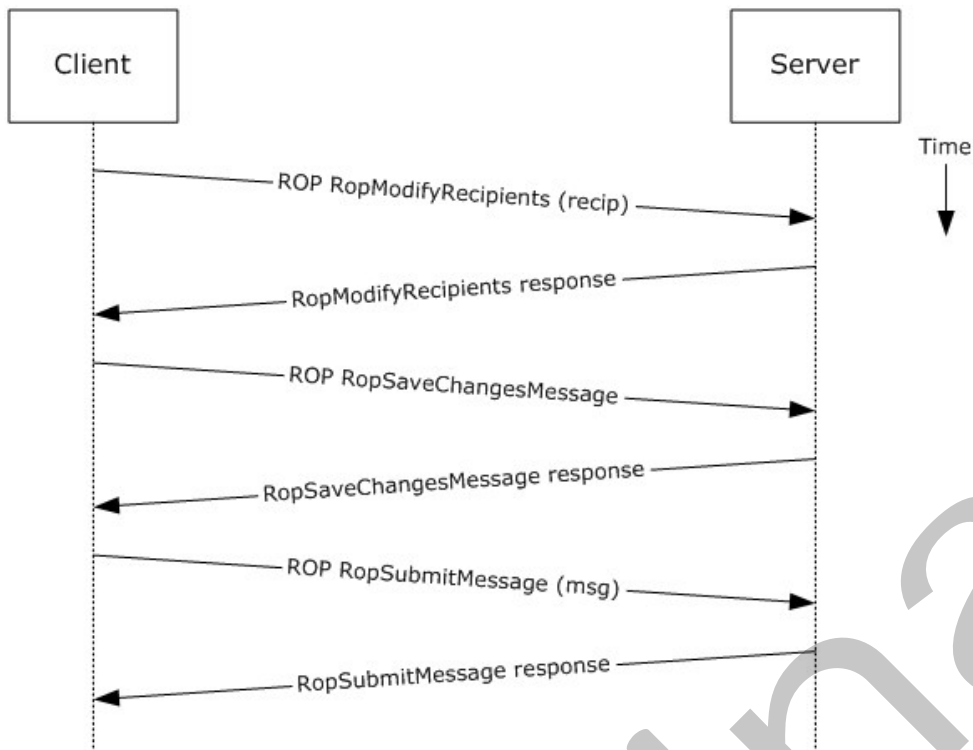 Client
Server
Time
ROP RopModifyRecipients (recip)
RopModifyRecipients response
ROP RopSaveChangesMessage
RopSaveChangesMessage response
ROP RopSubmitMessage (msg)
RopSubmitMessage response